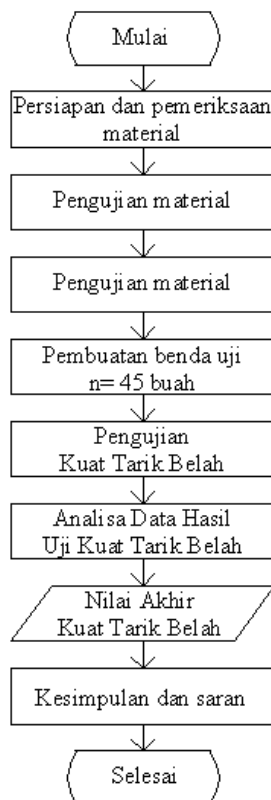 Mulai
Persiapan dan pemeriksaan
material
Pengujian material
Pengujian material
Pembuatan benda uji
n= 45 buah
Pengujian
Kuat Tarik Belah
Analisa Data Hasil
Uji Kuat Tarik Belah
Nilai Akhir
Kuat Tarik Belah
Kesimpulan dan saran
Selesai